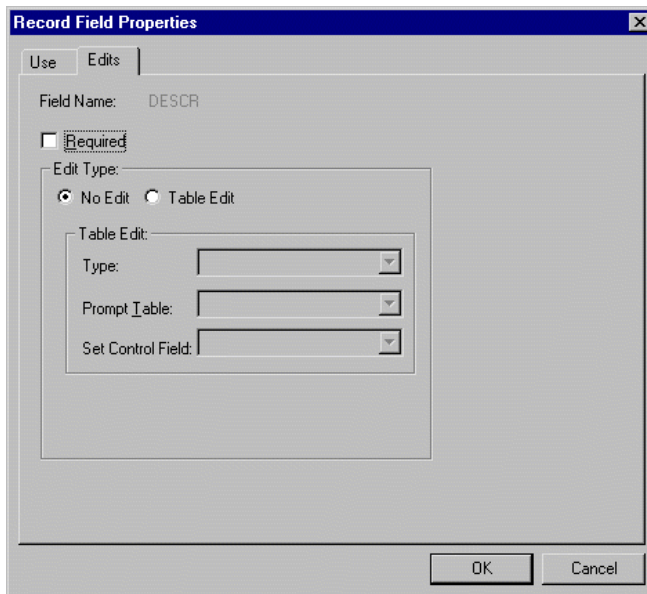 Record Field Properties
Use Edits
Field Name: DESCR
Required
Edit Type:
No Edit Table Edit
Table Edit:
Type:
Prompt Table:
Set Control Field:
OK Cancel